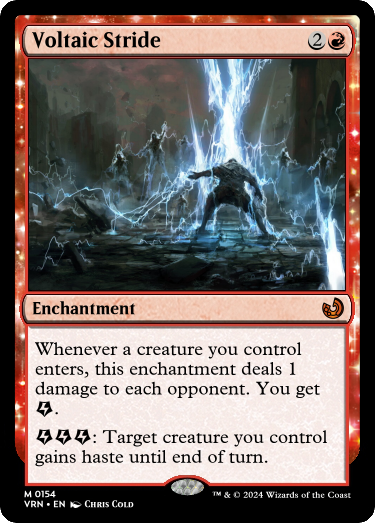 Voltaic Stride 2
Enchantment
Whenever a creature you control
enters, this enchantment deals 1
damage to each opponent. You get
.
: Target creature you control
gains haste until end of turn.
M 0154
VRN • EN Chris Cold
™ & © 2024 Wizards of the Coast